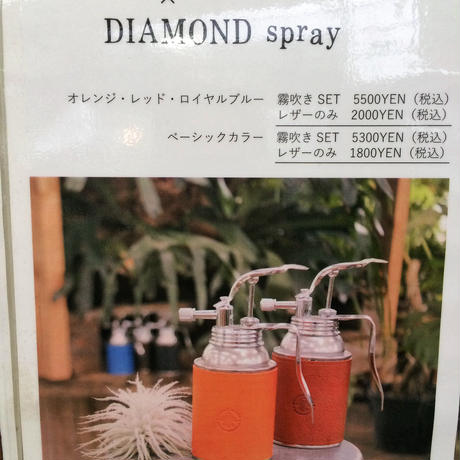 ×
DIAMOND spray
オレンジ・レッド・ロイヤルブルー 霧吹き SET 5500YEN（税込）
レザーのみ 2000YEN（税込）
ベーシックカラー 霧吹き SET 5300YEN（税込）
レザーのみ 1800YEN（税込）